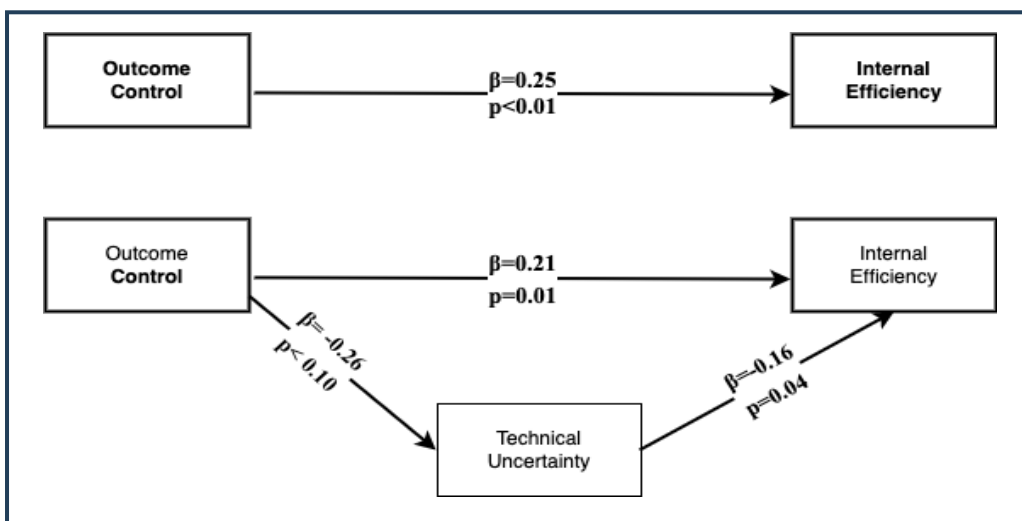 Outcome
Control
β=0.25
p<0.01
Internal
Efficiency
Outcome
Control
β=0.21
p=0.01
Internal
Efficiency
β= -0.26
p< 0.10
β=-0.16
p=0.04
Technical
Uncertainty